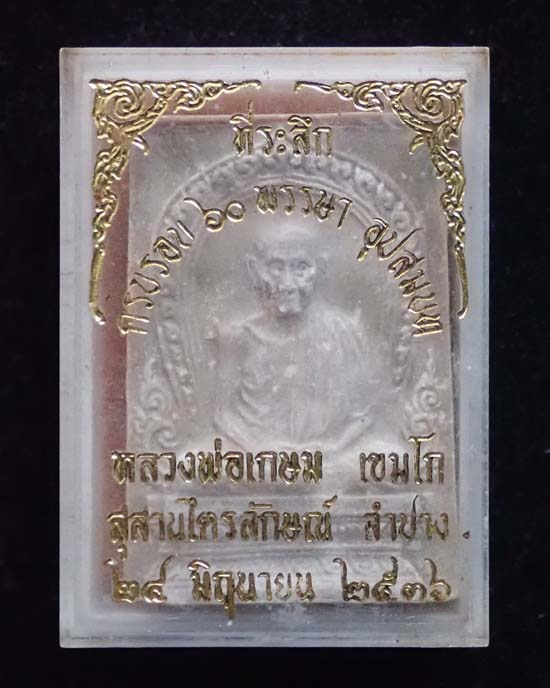 ที่ระลึก
ครบรอบ ๖๐ พรรษา อุปสมบท
หลวงพ่อเกษม เขมโก
สุสานไตรลักษณ์ ลำปาง
๒๔ มิถุนายน ๒๕๓๖